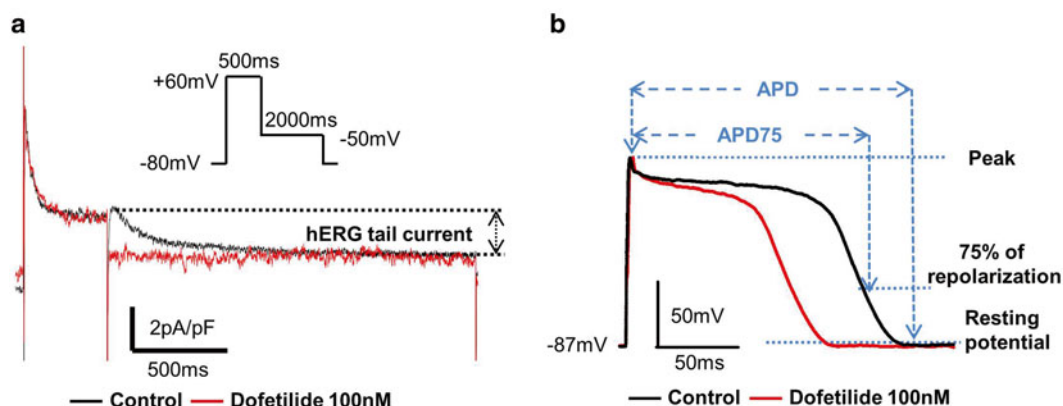 a
500ms
+60mV
2000ms
-50mV
-80mV
hERG tail current
2pA/pF
500ms
Control
Dofetilide 100nM
b
APD
APD75
Peak
75% of
repolarization
50mV
Resting
potential
-87mV
50ms
Control
Dofetilide 100nM